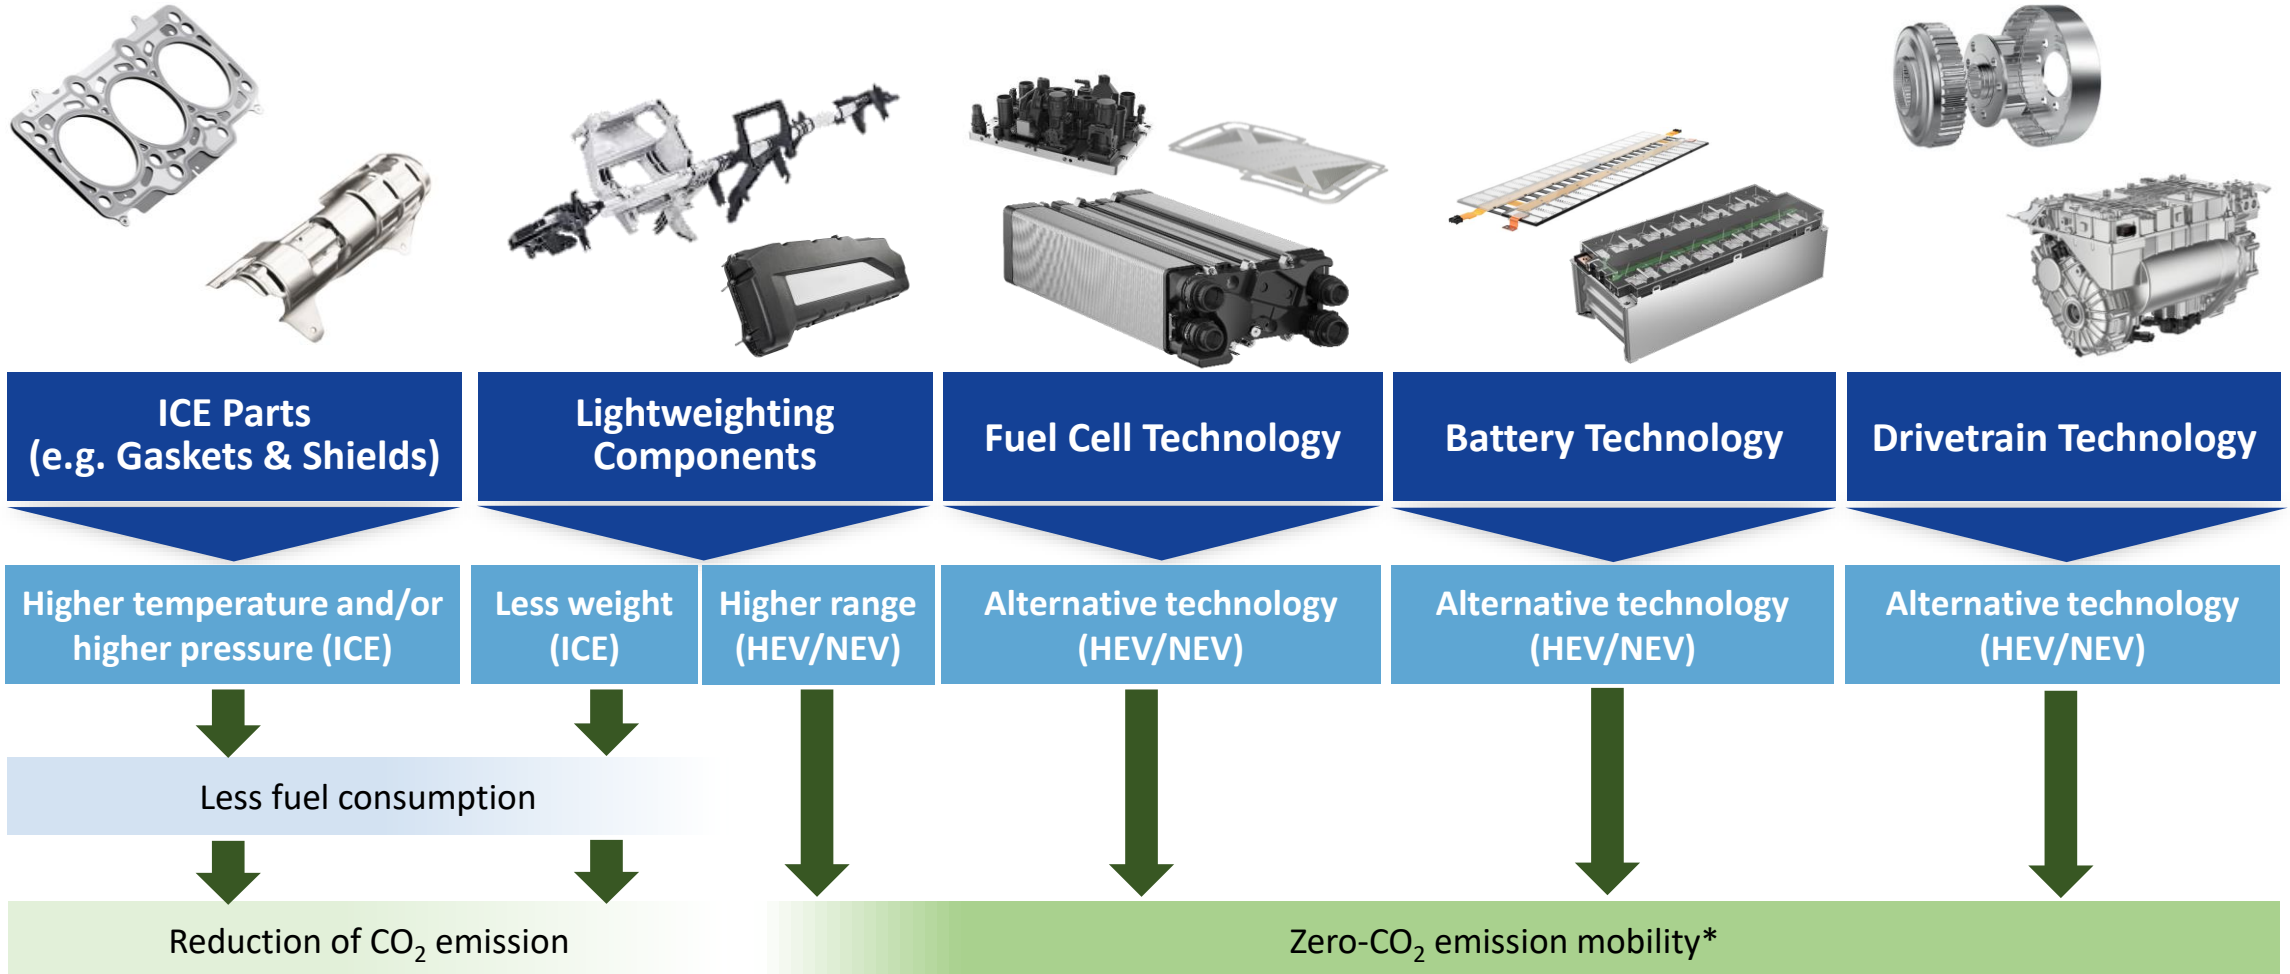 ICE Parts
(e.g. Gaskets & Shields)
Lightweighting
Components
Fuel Cell Technology
Battery Technology
Drivetrain Technology
Higher temperature and/or
higher pressure (ICE)
Less weight
(ICE)
Higher range
(HEV/NEV)
Alternative technology
(HEV/NEV)
Alternative technology
(HEV/NEV)
Alternative technology
(HEV/NEV)
Less fuel consumption
Reduction of CO₂ emission
Zero-CO₂ emission mobility*